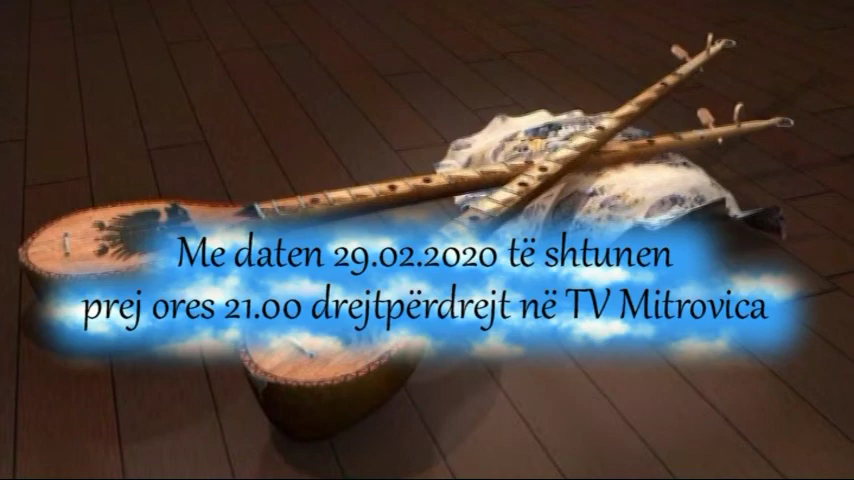 Me daten 29.02.2020 të shtunen
prej ores 21.00 drejtpërdrejt në TV Mitrovica